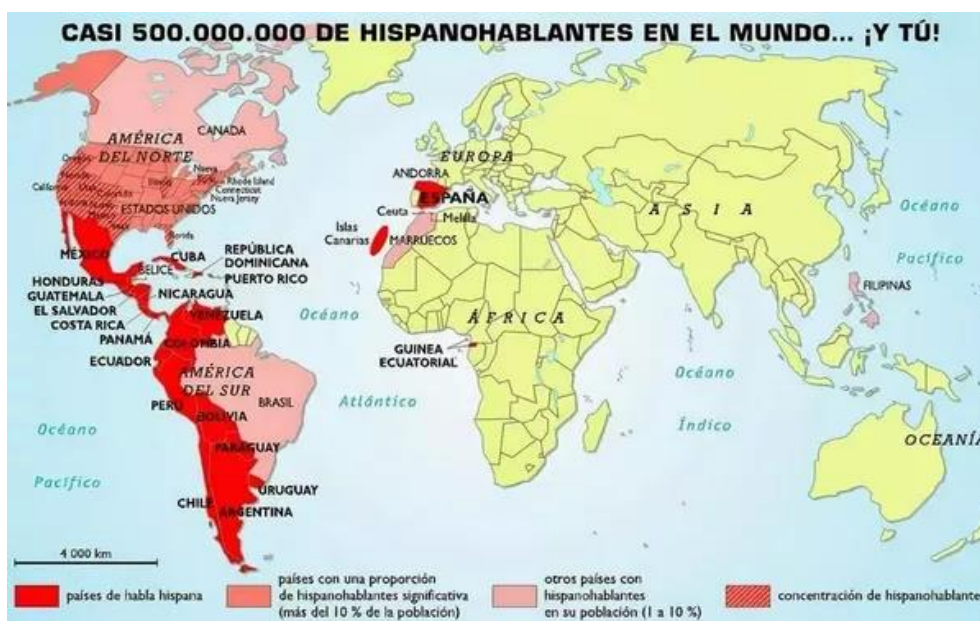 CASI 500.000.000 DE HISPANOHABLANTES EN EL MUNDO... ¡Y TÚ!
CANADA
AMÉRICA
DEL NORTE
Nueva
Rhode Island
Connecticut
California
Utah
ESTADOS UNIDOS
Florida
MÉXICO
CUBA
REPÚBLICA
DOMINICANA
PUERTO RICO
BELICE
HONDURAS
GUATEMALA
EL SALVADOR
COSTA RICA
PANAMÁ
NICARAGUA
VENEZUELA
COLOMBIA
ECUADOR
AMÉRICA
DEL SUR
PERÚ
BRASIL
BOLIVIA
PARAGUAY
URUGUAY
CHILE
ARGENTINA
EUROPA
ANDORRA
ESPAÑA
Ceuta
Melilla
Islas
Canarias
MARRUECOS
ÁFRICA
GUINEA
ECUATORIAL
ASIA
FILIPINAS
OCEANÍA
Océano
Atlántico
Océano
Índico
Océano
Pacífico
Océano
Pacífico
4 000 km
países de habla hispana
países con una proporción
de hispanohablantes significativa
(más del 10 % de la población)
otros países con
hispanohablantes
en su población (1 a 10 %)
concentración de hispanohablante